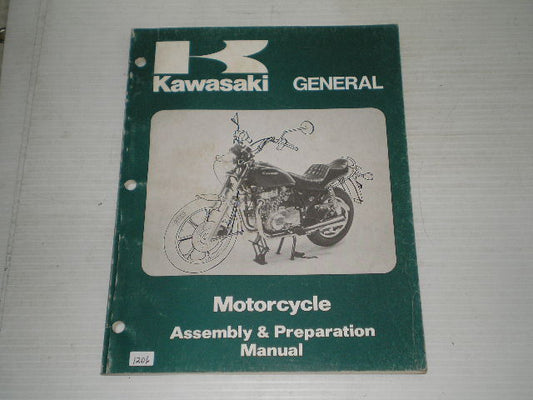 Kawasaki GENERAL
Motorcycle
Assembly & Preparation
Manual
1206